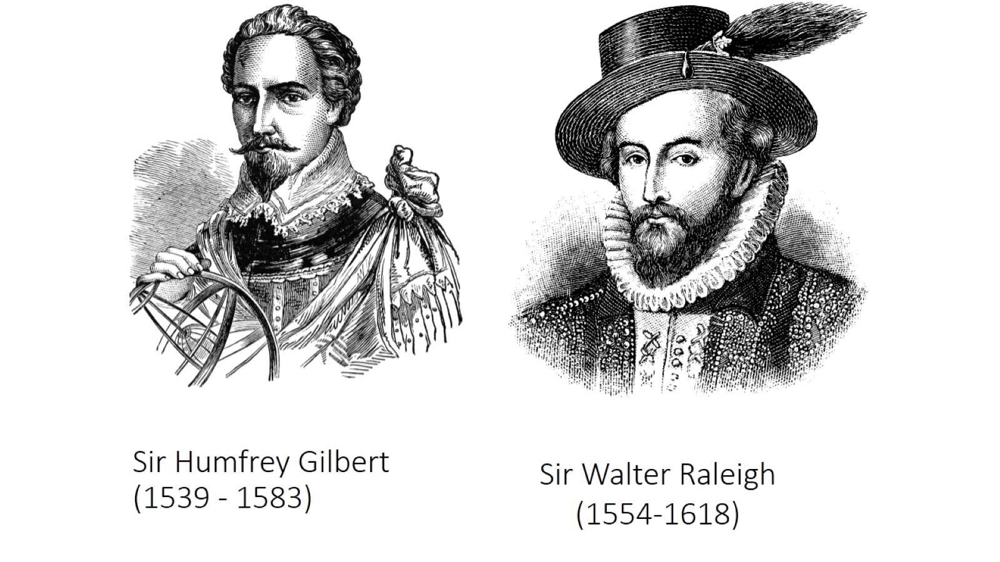 Sir Humfrey Gilbert
(1539 - 1583)
Sir Walter Raleigh
(1554-1618)